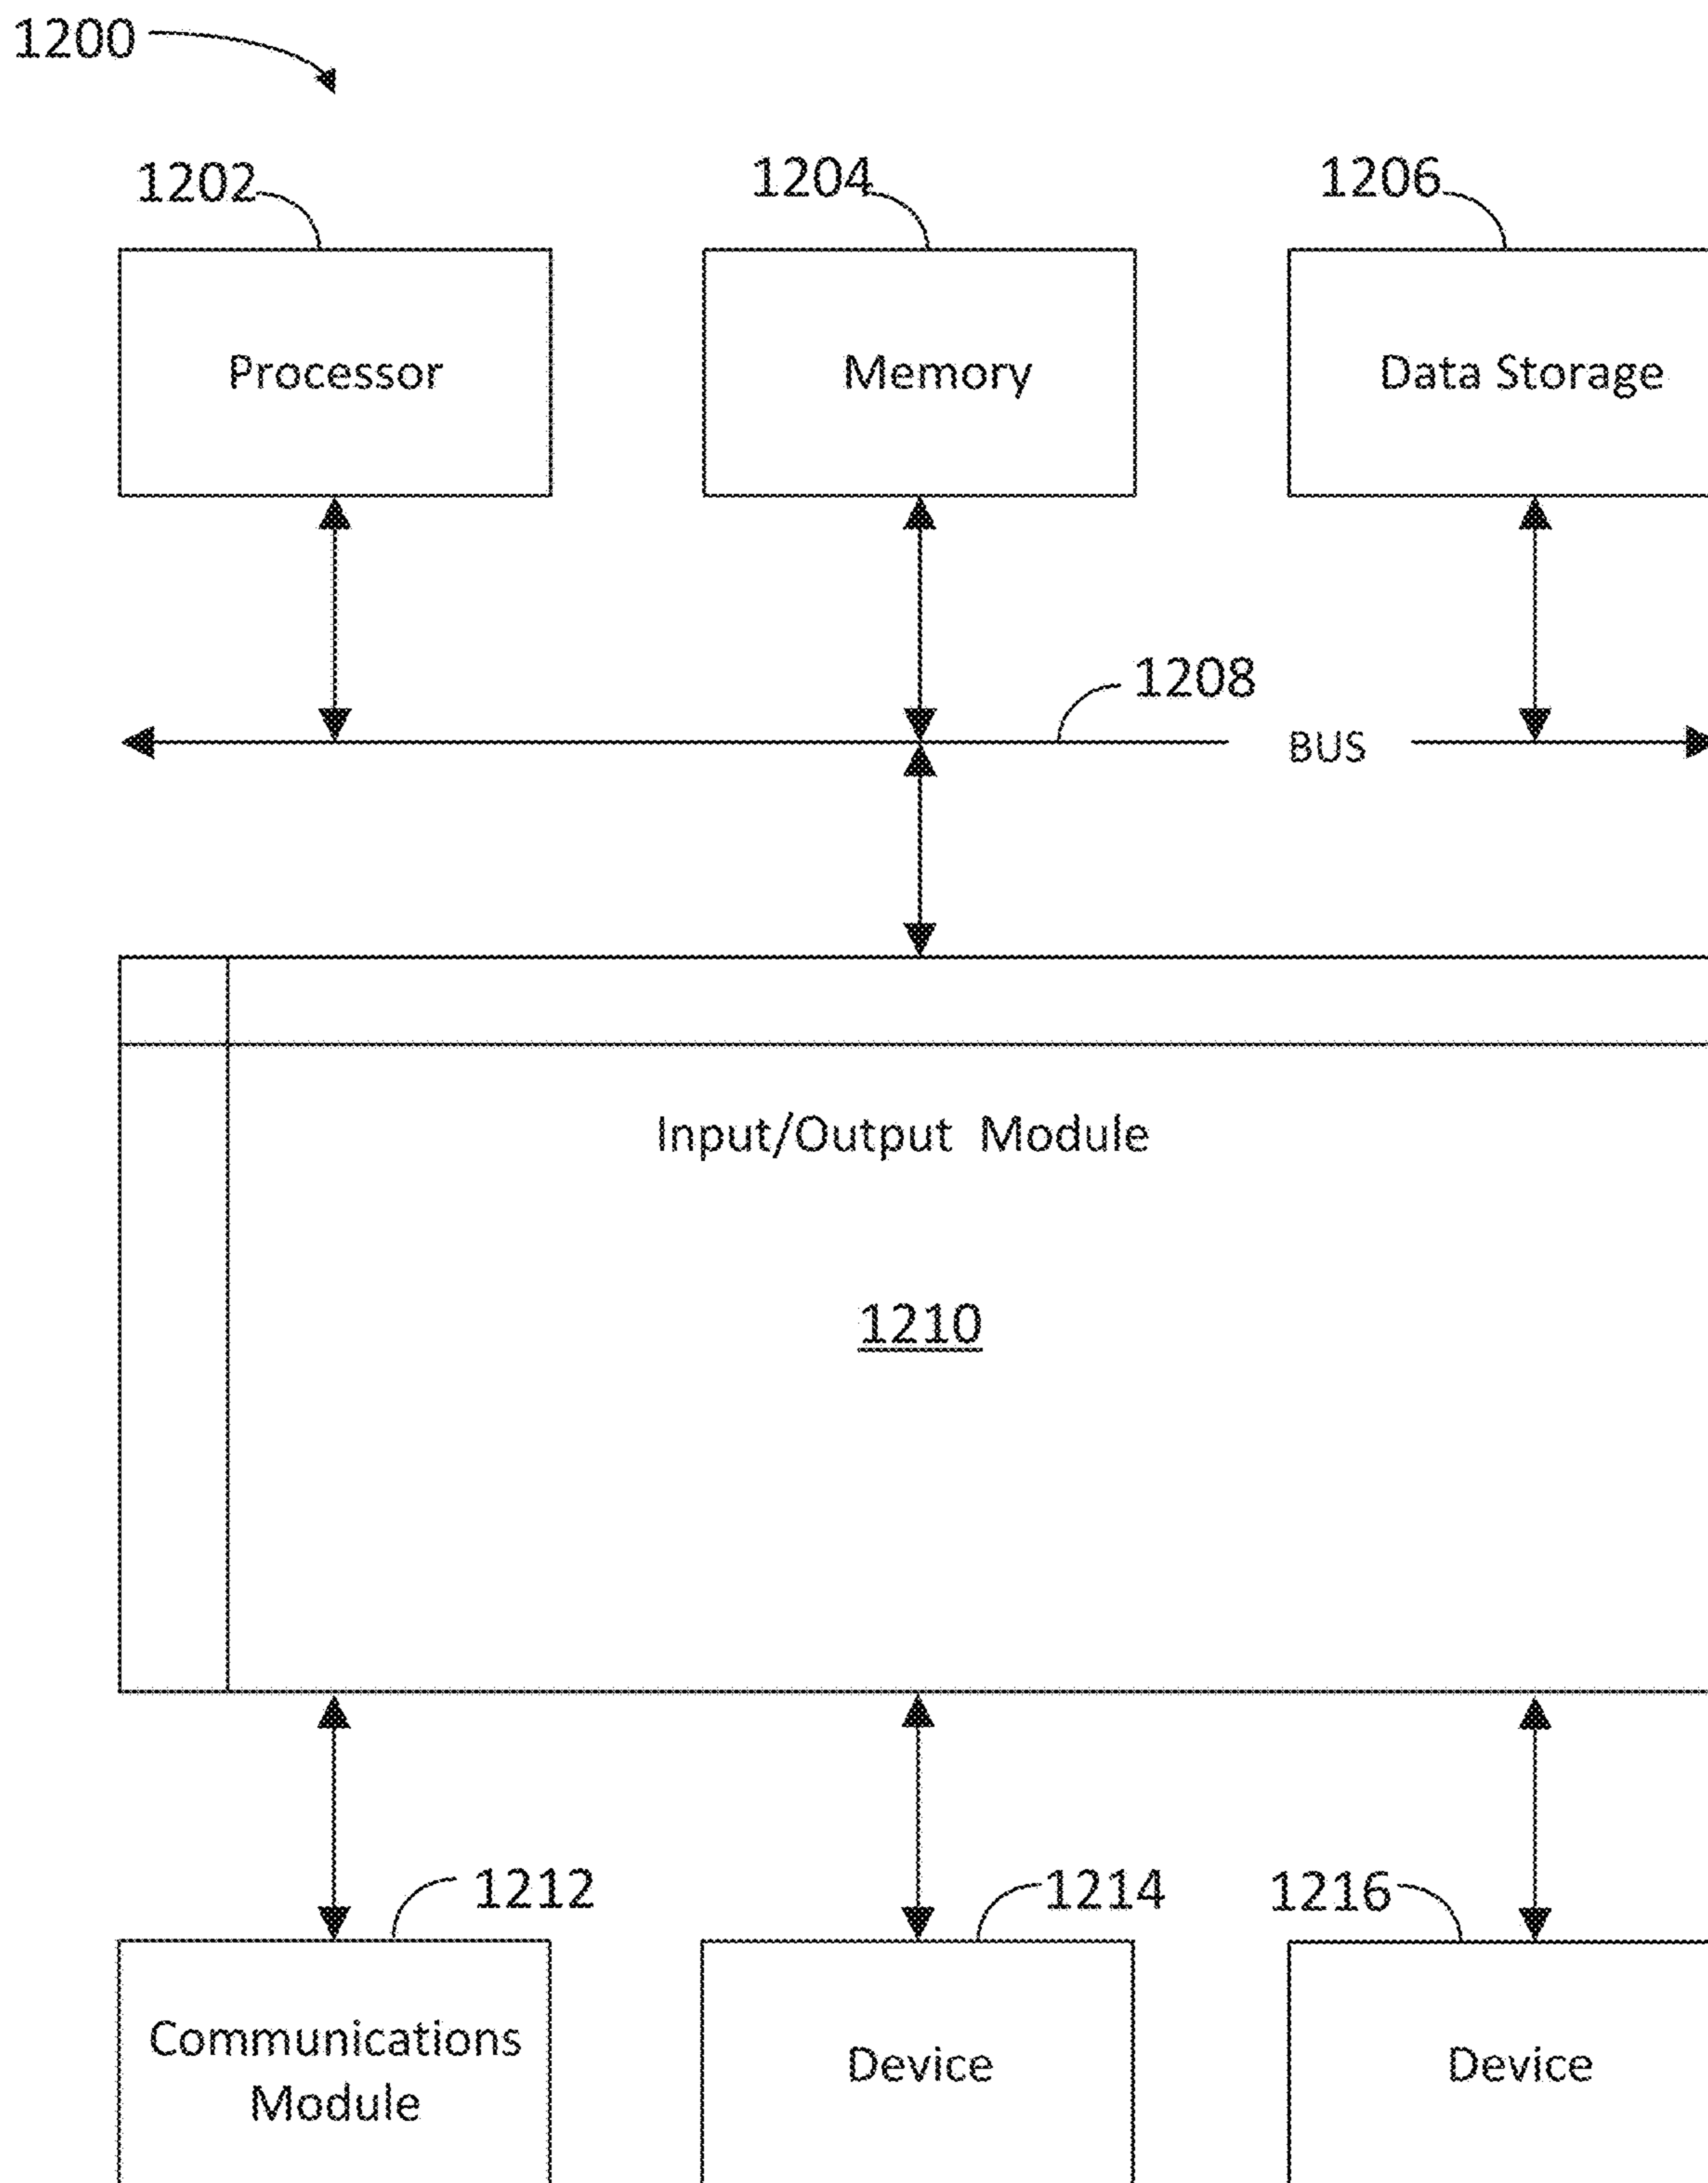 1200
1202
1204
1206
Processor
Memory
Data Storage
1208
BUS
Input/Output Module
1210
1212
1214
1216
Communications
Module
Device
Device